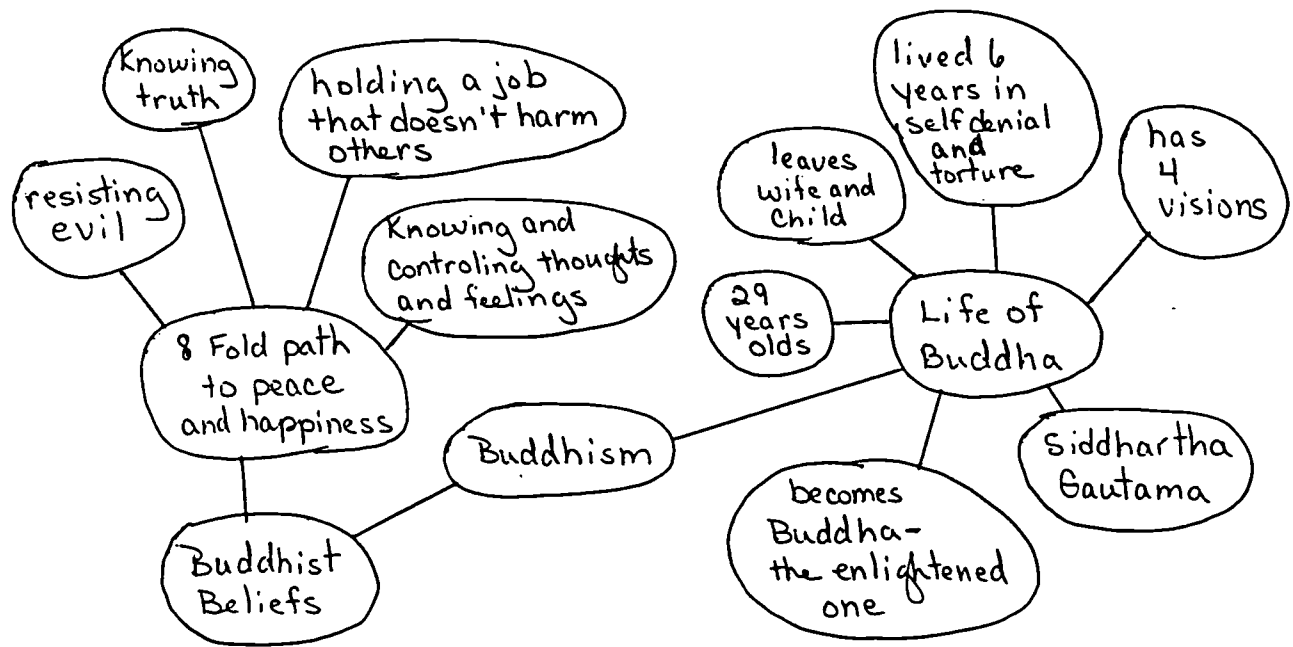 Knowing
truth
holding a job
that doesn't harm
others
resisting
evil
Knowing and
controling thoughts
and feelings
8 Fold path
to peace
and happiness
Buddhist
Beliefs
Buddhism
lived 6
years in
self denial
and
torture
leaves
wife and
Child
has
4
visions
29
years
olds
Life of
Buddha
Siddhartha
Gautama
becomes
Buddha-
the enlightened
one